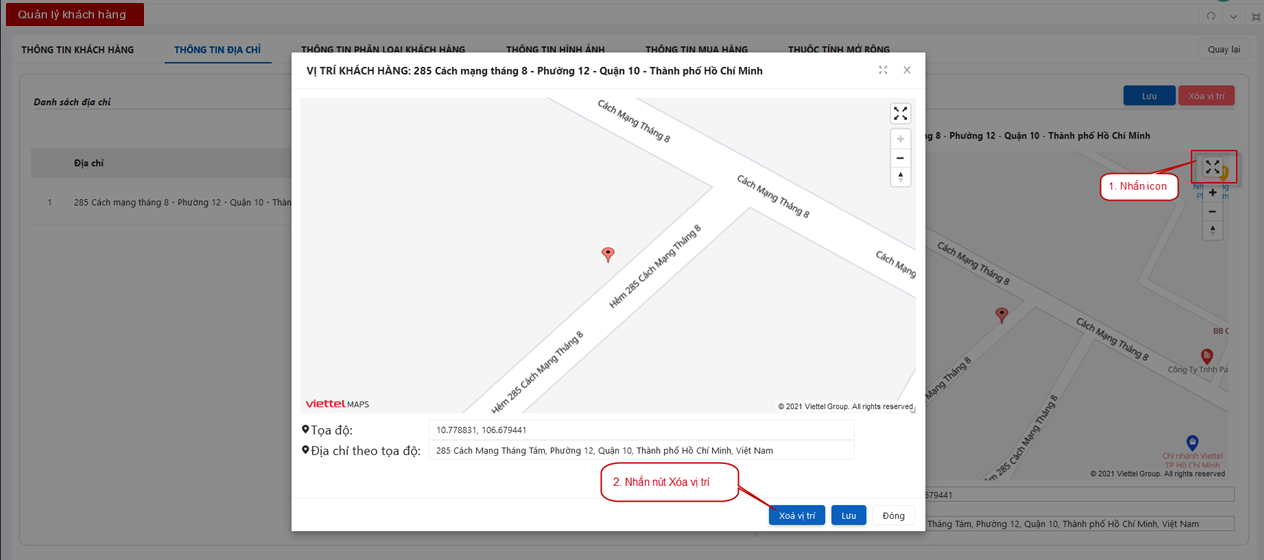 Quản lý khách hàng
THÔNG TIN KHÁCH HÀNG
THÔNG TIN ĐỊA CHỈ
THÔNG TIN PHÂN LOẠI KHÁCH HÀNG
THÔNG TIN HÌNH ẢNH
THÔNG TIN MUA HÀNG
THUỘC TÍNH MỞ RỘNG
Quay lại
VỊ TRÍ KHÁCH HÀNG: 285 Cách mạng tháng 8 - Phường 12 - Quận 10 - Thành phố Hồ Chí Minh
Danh sách địa chỉ
Lưu
Xóa vị trí
8 - Phường 12 - Quận 10 - Thành phố Hồ Chí Minh
Địa chỉ
1
285 Cách mạng tháng 8 - Phường 12 - Quận 10 - Thàn
Cách Mạng Tháng 8
Cách Mạng Tháng 8
Cách Mạng
Hẻm 285 Cách Mạng Tháng 8
Hẻm 285 Cách Mạng Tháng 8
1. Nhấn icon
Cách Mạng Tháng 8
Cách Mạng Tháng 8
Mạng Tháng 8
Cách Mạng Tháng 8
BB C
Công Ty Tnhh Pa
Chi nhánh Viettel
TP Hồ Chí Minh
© 2021 Viettel Group. All rights reserved.
viettel MAPS
© 2021 Viettel Group. All rights reserved.
Tọa độ:
10.778831, 106.679441
Địa chỉ theo tọa độ:
285 Cách Mạng Tháng Tám, Phường 12, Quận 10, Thành phố Hồ Chí Minh, Việt Nam
2. Nhấn nút Xóa vị trí
Xoá vị trí
Lưu
Đóng
579441
Tháng Tám, Phường 12, Quận 10, Thành phố Hồ Chí Minh, Việt Nam